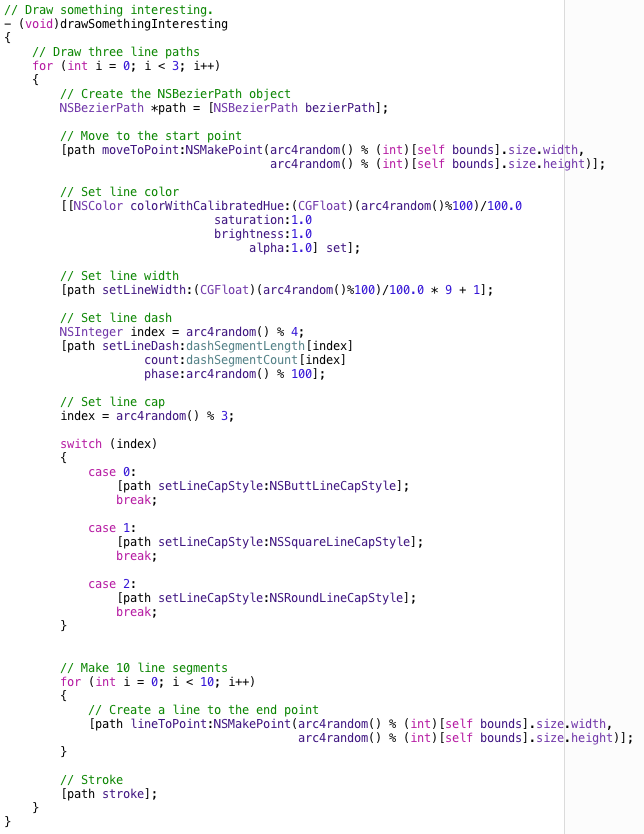 // Draw something interesting.
– (void)drawSomethingInteresting
{
    // Draw three line paths
    for (int i = 0; i < 3; i++)
    {
        // Create the NSBezierPath object
        NSBezierPath *path = [NSBezierPath bezierPath];

        // Move to the start point
        [path moveToPoint:NSMakePoint(arc4random() % (int)[self bounds].size.width,
                                      arc4random() % (int)[self bounds].size.height)];

        // Set line color
        [[NSColor colorWithCalibratedHue:(CGFloat)(arc4random()%100)/100.0
                              saturation:1.0
                              brightness:1.0
                                   alpha:1.0] set];

        // Set line width
        [path setLineWidth:(CGFloat)(arc4random()%100)/100.0 * 9 + 1];

        // Set line dash
        NSInteger index = arc4random() % 4;
        [path setLineDash:dashSegmentLength[index]
                    count:dashSegmentCount[index]
                    phase:arc4random() % 100];

        // Set line cap
        index = arc4random() % 3;

        switch (index)
        {
            case 0:
                [path setLineCapStyle:NSButtLineCapStyle];
                break;

            case 1:
                [path setLineCapStyle:NSSquareLineCapStyle];
                break;

            case 2:
                [path setLineCapStyle:NSRoundLineCapStyle];
                break;
        }


        // Make 10 line segments
        for (int i = 0; i < 10; i++)
        {
            // Create a line to the end point
            [path lineToPoint:NSMakePoint(arc4random() % (int)[self bounds].size.width,
                                          arc4random() % (int)[self bounds].size.height)];
        }

        // Stroke
        [path stroke];
    }
}